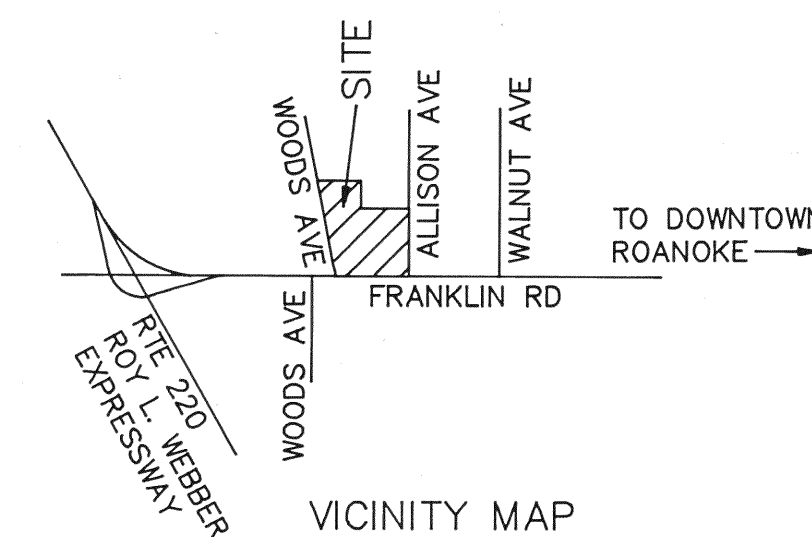 SITE
WOODS AVE
ALLISON AVE
WALNUT AVE
TO DOWNTOWN
ROANOKE
FRANKLIN RD
WOODS AVE
RTE 220
ROY L. WEBBER
EXPRESSWAY
VICINITY MAP